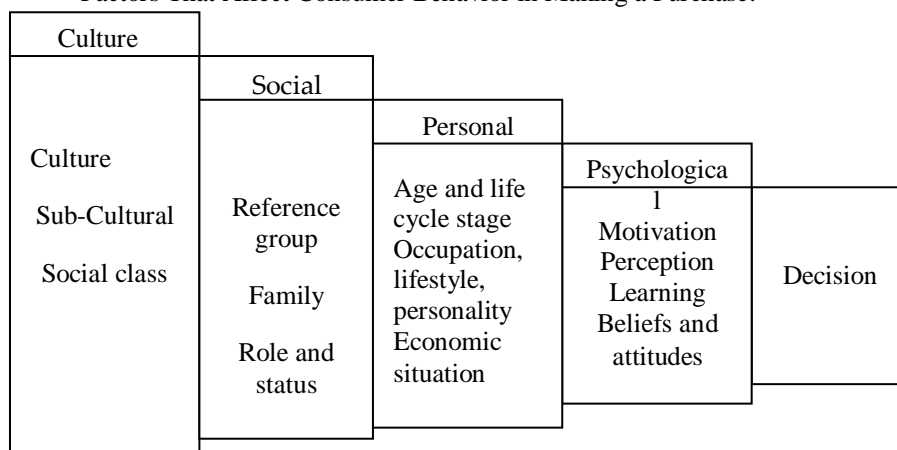 Factors That Affect Consumer Behavior in Making a Purchase.
Culture
Culture
Sub-Cultural
Social class
Social
Reference
group
Family
Role and
status
Personal
Age and life
cycle stage
Occupation,
lifestyle,
personality
Economic
situation
Psychologica
l
Motivation
Perception
Learning
Beliefs and
attitudes
Decision